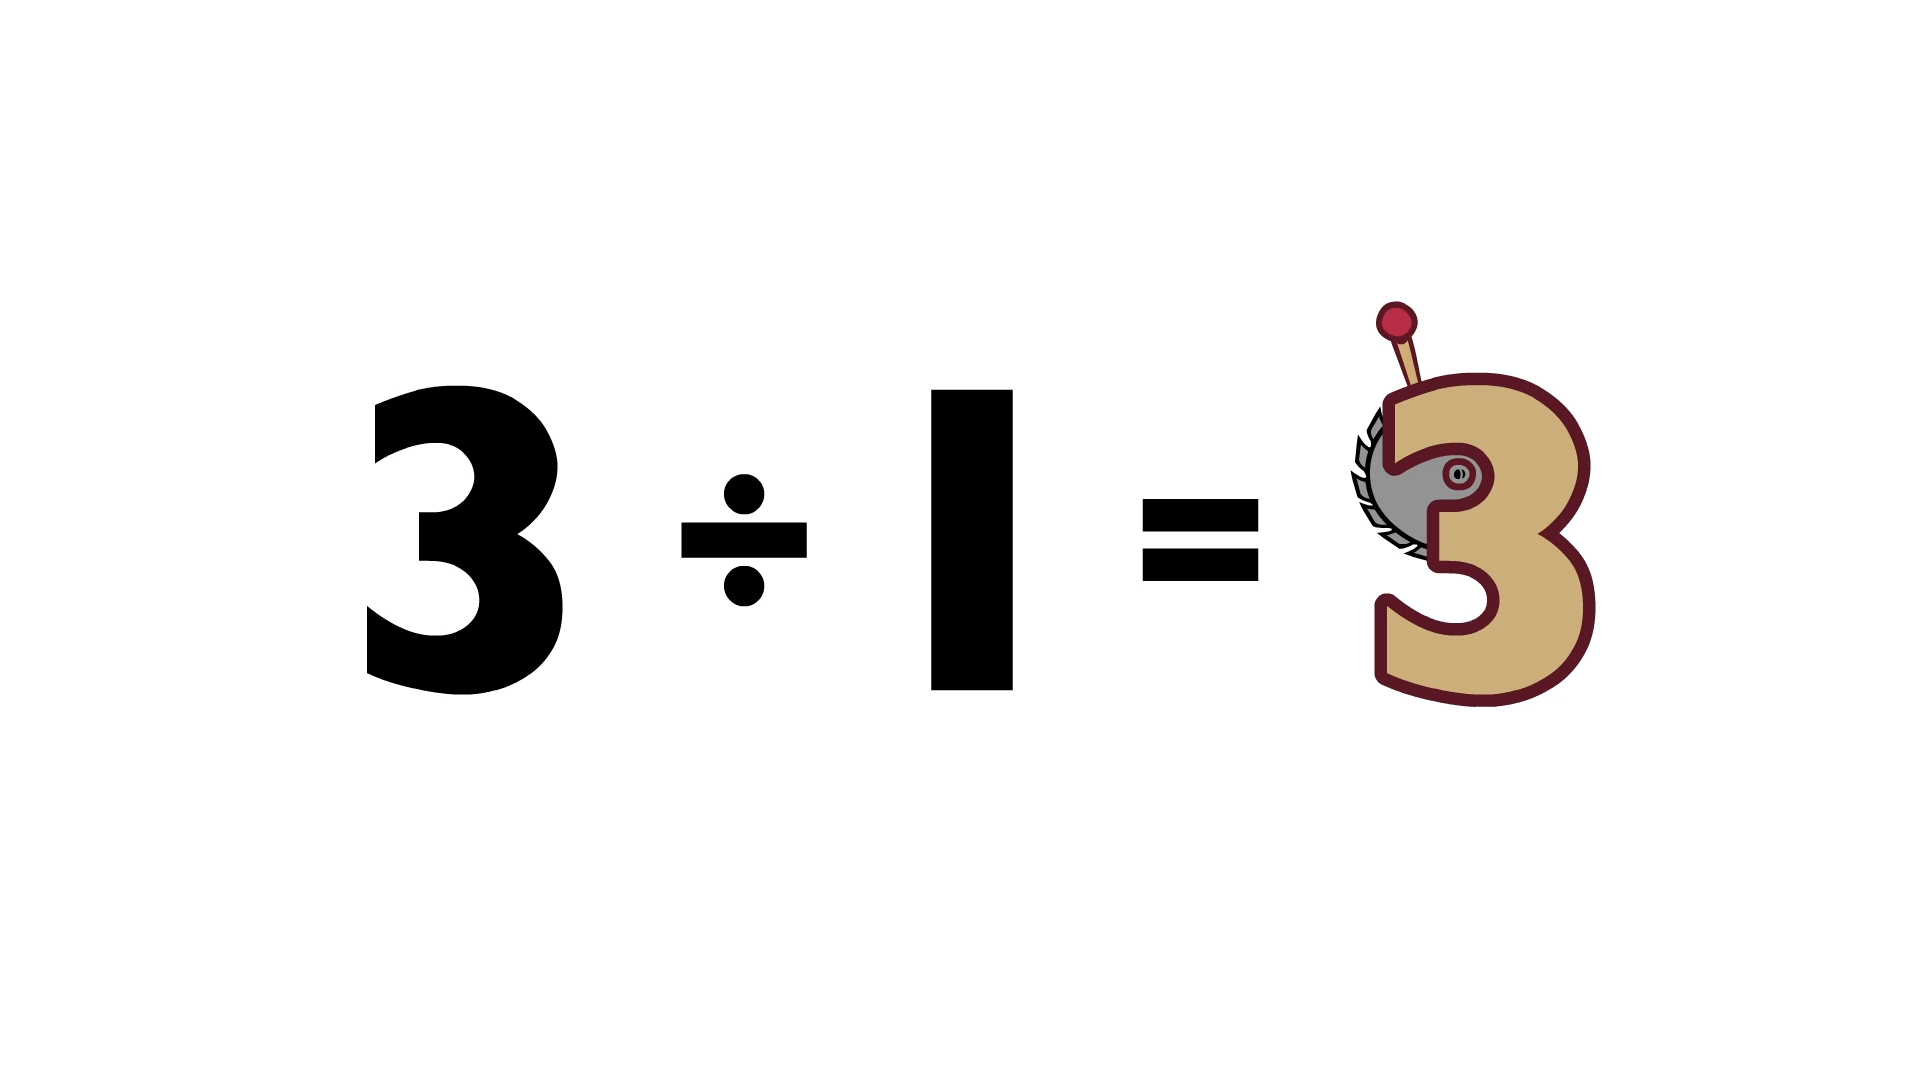 3 ÷ 1 = 3